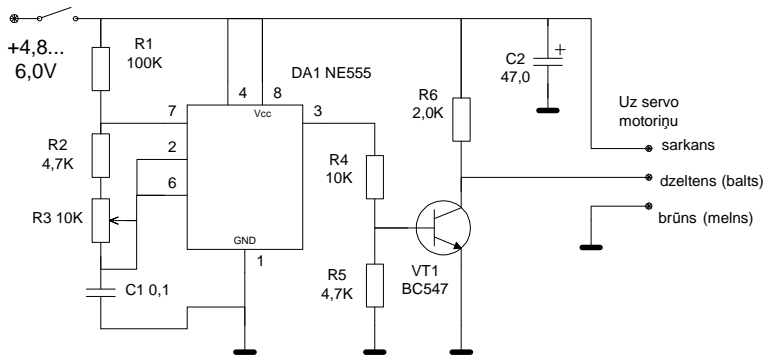 +4,8...
6,0V
R1
100K
R2
4,7K
R3 10K
C1 0,1
DA1 NE555
4
8
Vcc
7
2
6
3
GND
1
R4
10K
R5
4,7K
R6
2,0K
VT1
BC547
C2
47,0
+
Uz servo
motoriņu
sarkans
dzeltens (balts)
brūns (melns)